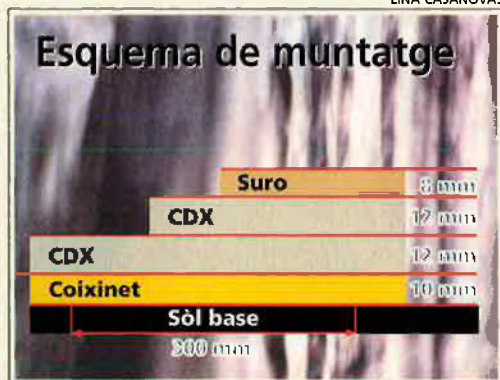 LINA CASANOVAS
Esquema de muntatge
Suro 8 mm
CDX 12 mm
CDX 12 mm
Coixinet 10 mm
Sòl base
300 mm